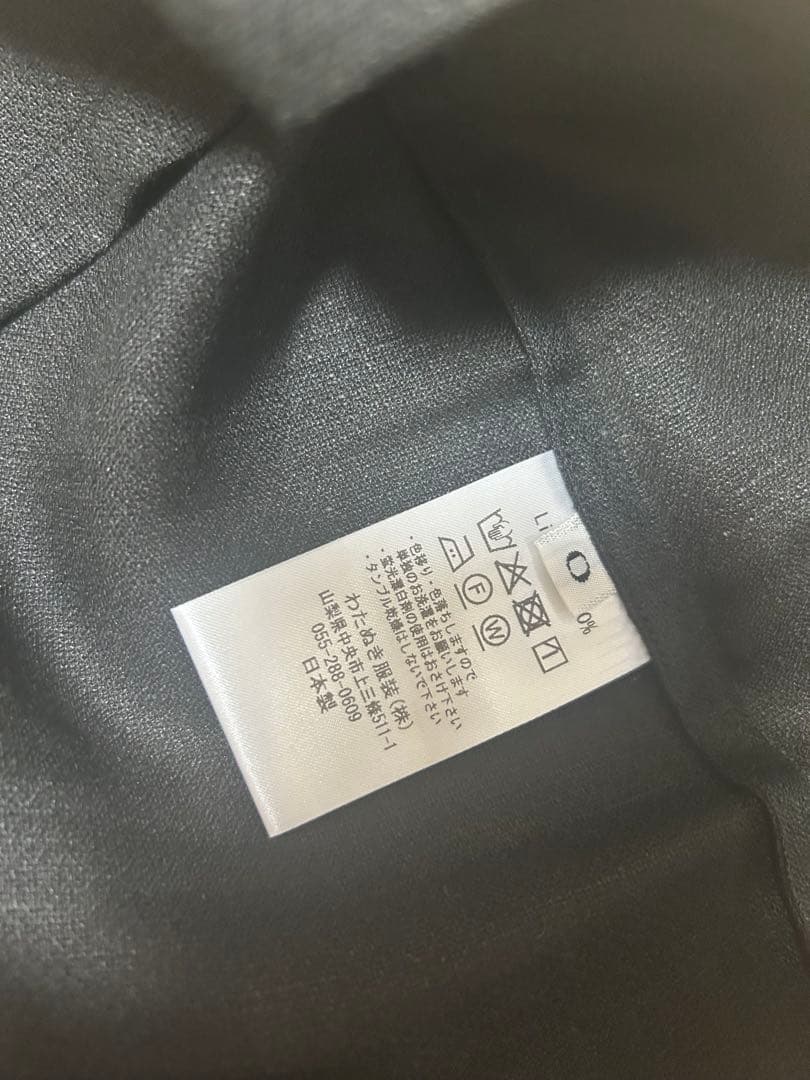 Li
0
0%
F
W
・色移り・色落ちしますので
単独のお洗濯をお願いします
・蛍光漂白剤の使用はおさけ下さい
・タンブル乾燥はしないで下さい
わたぬき服装(株)
山梨県中央市上三條511-1
055-288-0609
日本製